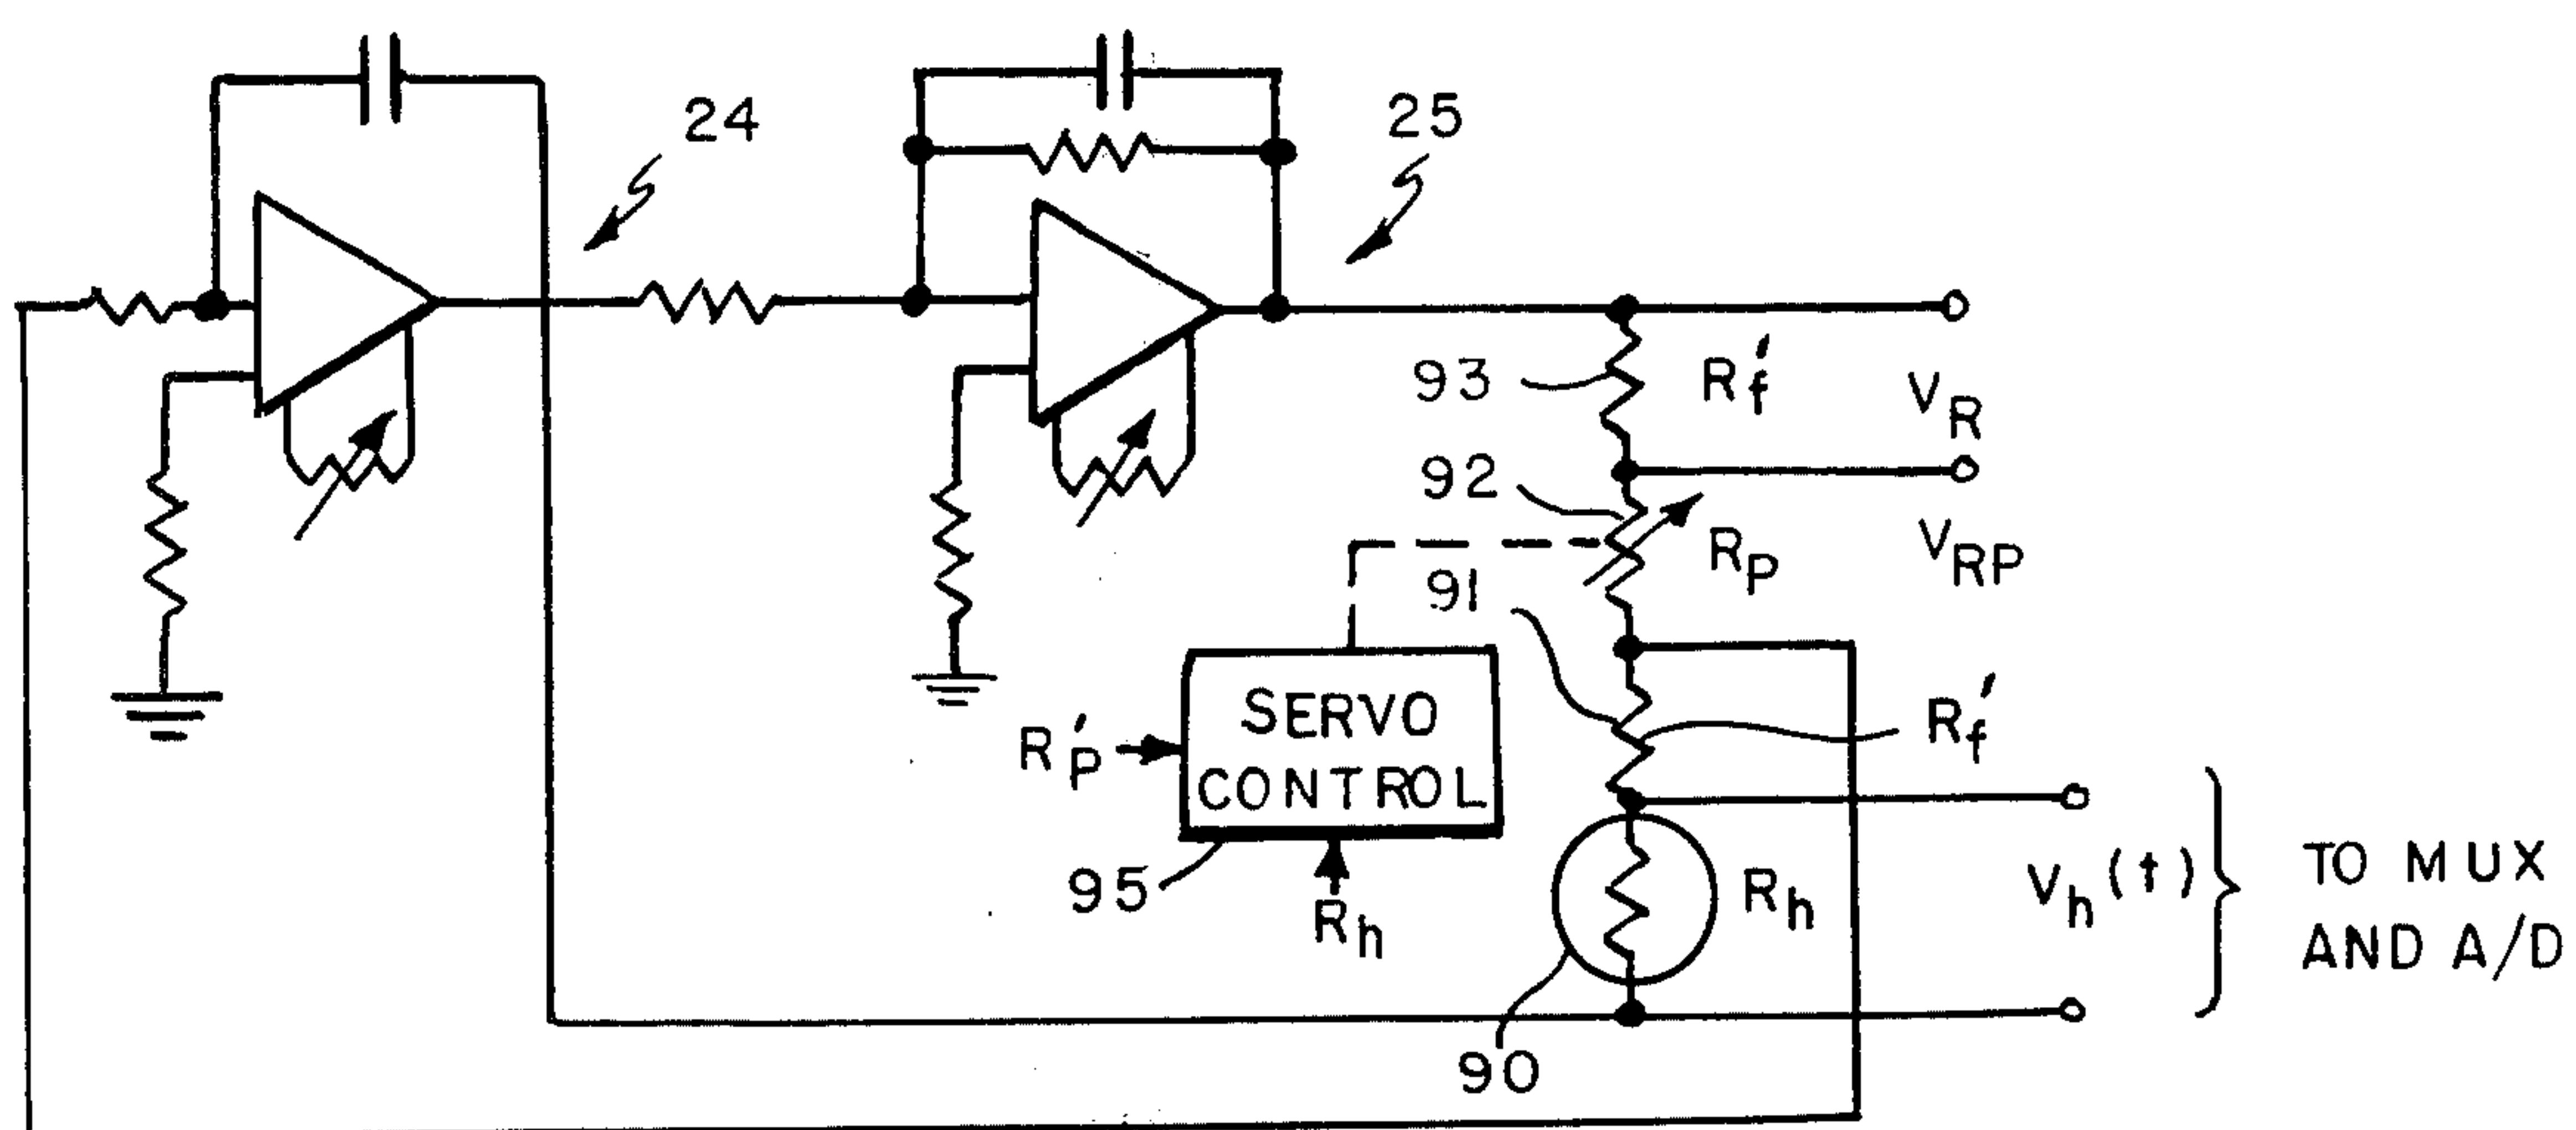 24
25
93
R'f
VR
92
RP
VRP
91
SERVO
CONTROL
R'P
R'f
95
Rh
Rh
Vh (t)
TO MUX
AND A/D
90